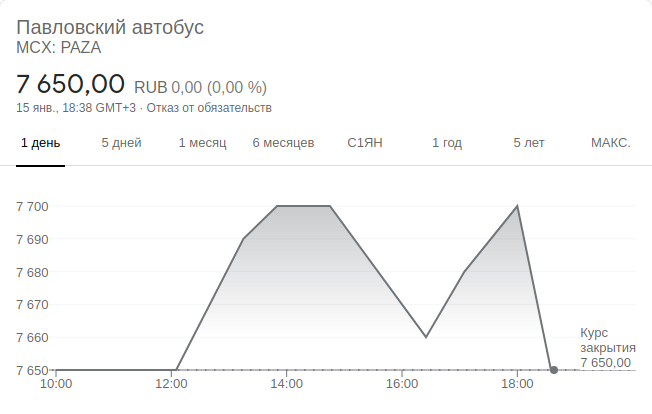 Павловский автобус
MCX: PAZA
7 650,00 RUB 0,00 (0,00 %)
15 янв., 18:38 GMT+3 · Отказ от обязательств
1 день 5 дней 1 месяц 6 месяцев С1ЯН 1 год 5 лет МАКС.
7 700
7 690
7 680
7 670
7 660
7 650
Курс
закрытия
7 650,00
10:00 12:00 14:00 16:00 18:00